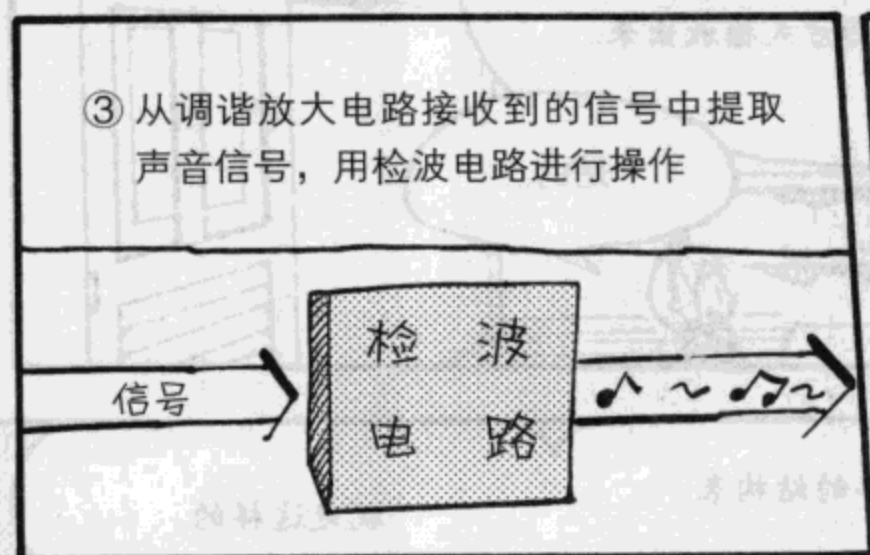 ③ 从调谐放大电路接收到的信号中提取
声音信号，用检波电路进行操作
信号
检 波
电 路